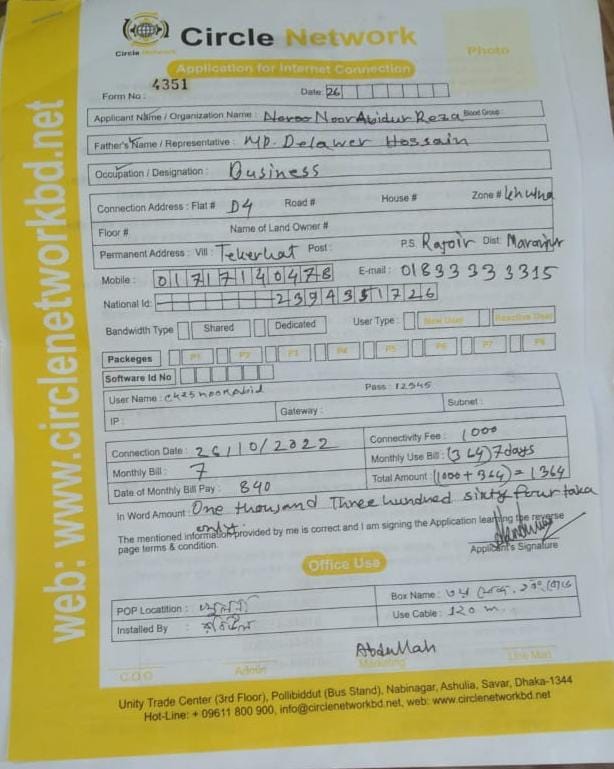 Circle Network
Circle Network
Photo
Application for Internet Connection
Form No : 4351
Date: 26
Applicant Name / Organization Name : Noor Abidur Reza Blood Group :
Father's Name / Representative : MD. Delawer Hossain
Occupation / Designation : Business
Connection Address : Flat # D4 Road # House # Zone # khulna
Floor # Name of Land Owner #
Permanent Address : Vill : Tekerhat Post : P.S. Rajoir Dist:
Mobile : 01717140478 E-mail : 01833333315
National Id: 2394351726
Bandwidth Type Shared Dedicated User Type : New User Reactive User
Packeges P1 P2 P3 P4 P5 P6 P7 P8
Software Id No
User Name : Pass : 12345
IP : Gateway : Subnet :
Connection Date : 26/10/2022 Connectivity Fee : 1000
Monthly Bill : 7 Monthly Use Bill : (364) 7days
Date of Monthly Bill Pay : 840 Total Amount : (1000 + 364) = 1364
In Word Amount : One thousand Three hundred sixty four taka
only.
The mentioned information provided by me is correct and I am signing the Application learning the reverse
page terms & condition.
Applicant's Signature
Office Use
POP Locatition : খুলনা Box Name :
Installed By : Use Cable : 120 m
Abdullah
C.O.O Admin Marketing Line Man
Unity Trade Center (3rd Floor), Pollibiddut (Bus Stand), Nabinagar, Ashulia, Savar, Dhaka-1344
Hot-Line: + 09611 800 900, info@circlenetworkbd.net, web: www.circlenetworkbd.net
web: www.circlenetworkbd.net